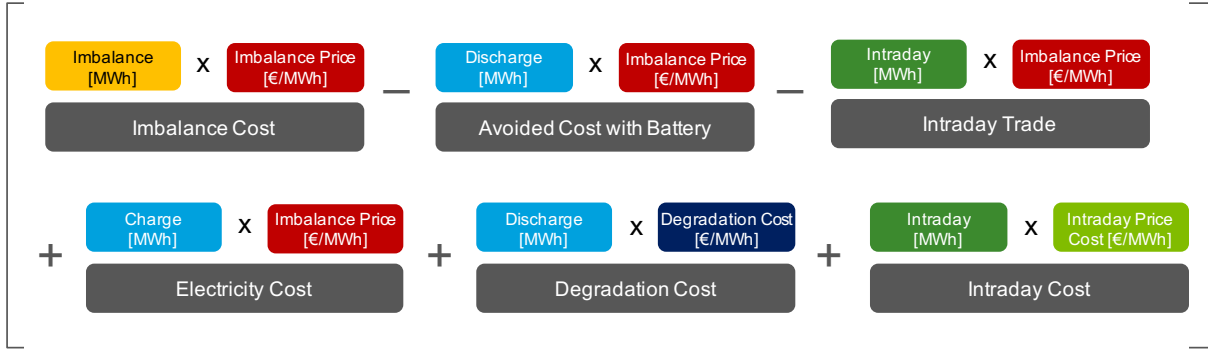 Imbalance [MWh] x Imbalance Price [€/MWh] — Discharge [MWh] x Imbalance Price [€/MWh] — Intraday [MWh] x Imbalance Price [€/MWh]
Imbalance Cost
Avoided Cost with Battery
Intraday Trade
+ Charge [MWh] x Imbalance Price [€/MWh] + Discharge [MWh] x Degradation Cost [€/MWh] + Intraday [MWh] x Intraday Price Cost [€/MWh]
Electricity Cost
Degradation Cost
Intraday Cost